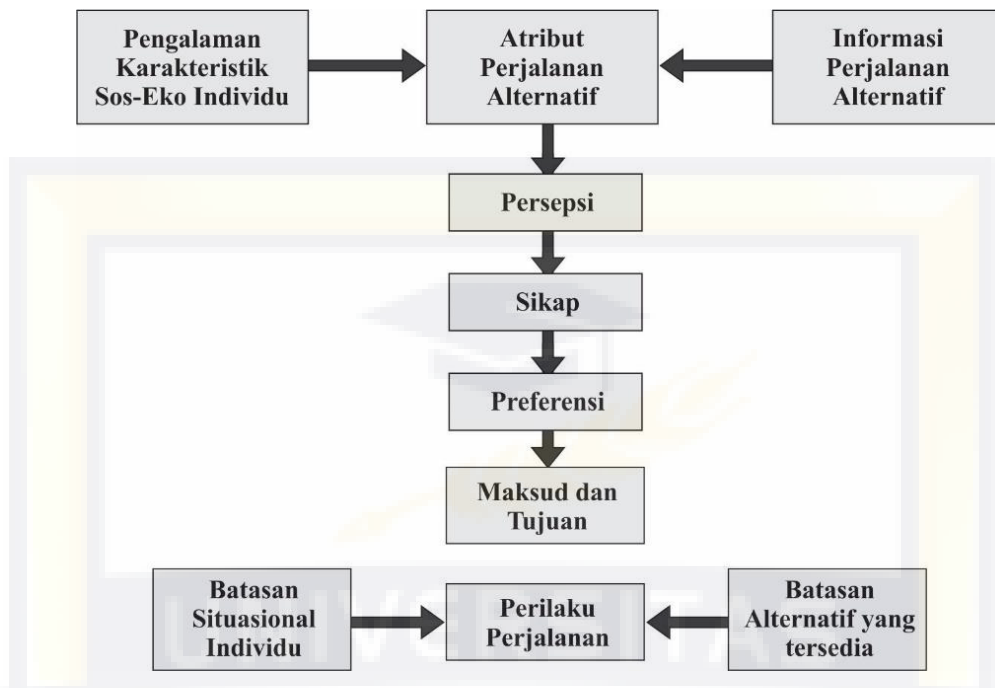 Pengalaman
Karakteristik
Sos-Eko Individu
Atribut
Perjalanan
Alternatif
Informasi
Perjalanan
Alternatif
Persepsi
Sikap
Preferensi
Maksud dan
Tujuan
Batasan
Situasional
Individu
Perilaku
Perjalanan
Batasan
Alternatif yang
tersedia
UNIVERSITAS